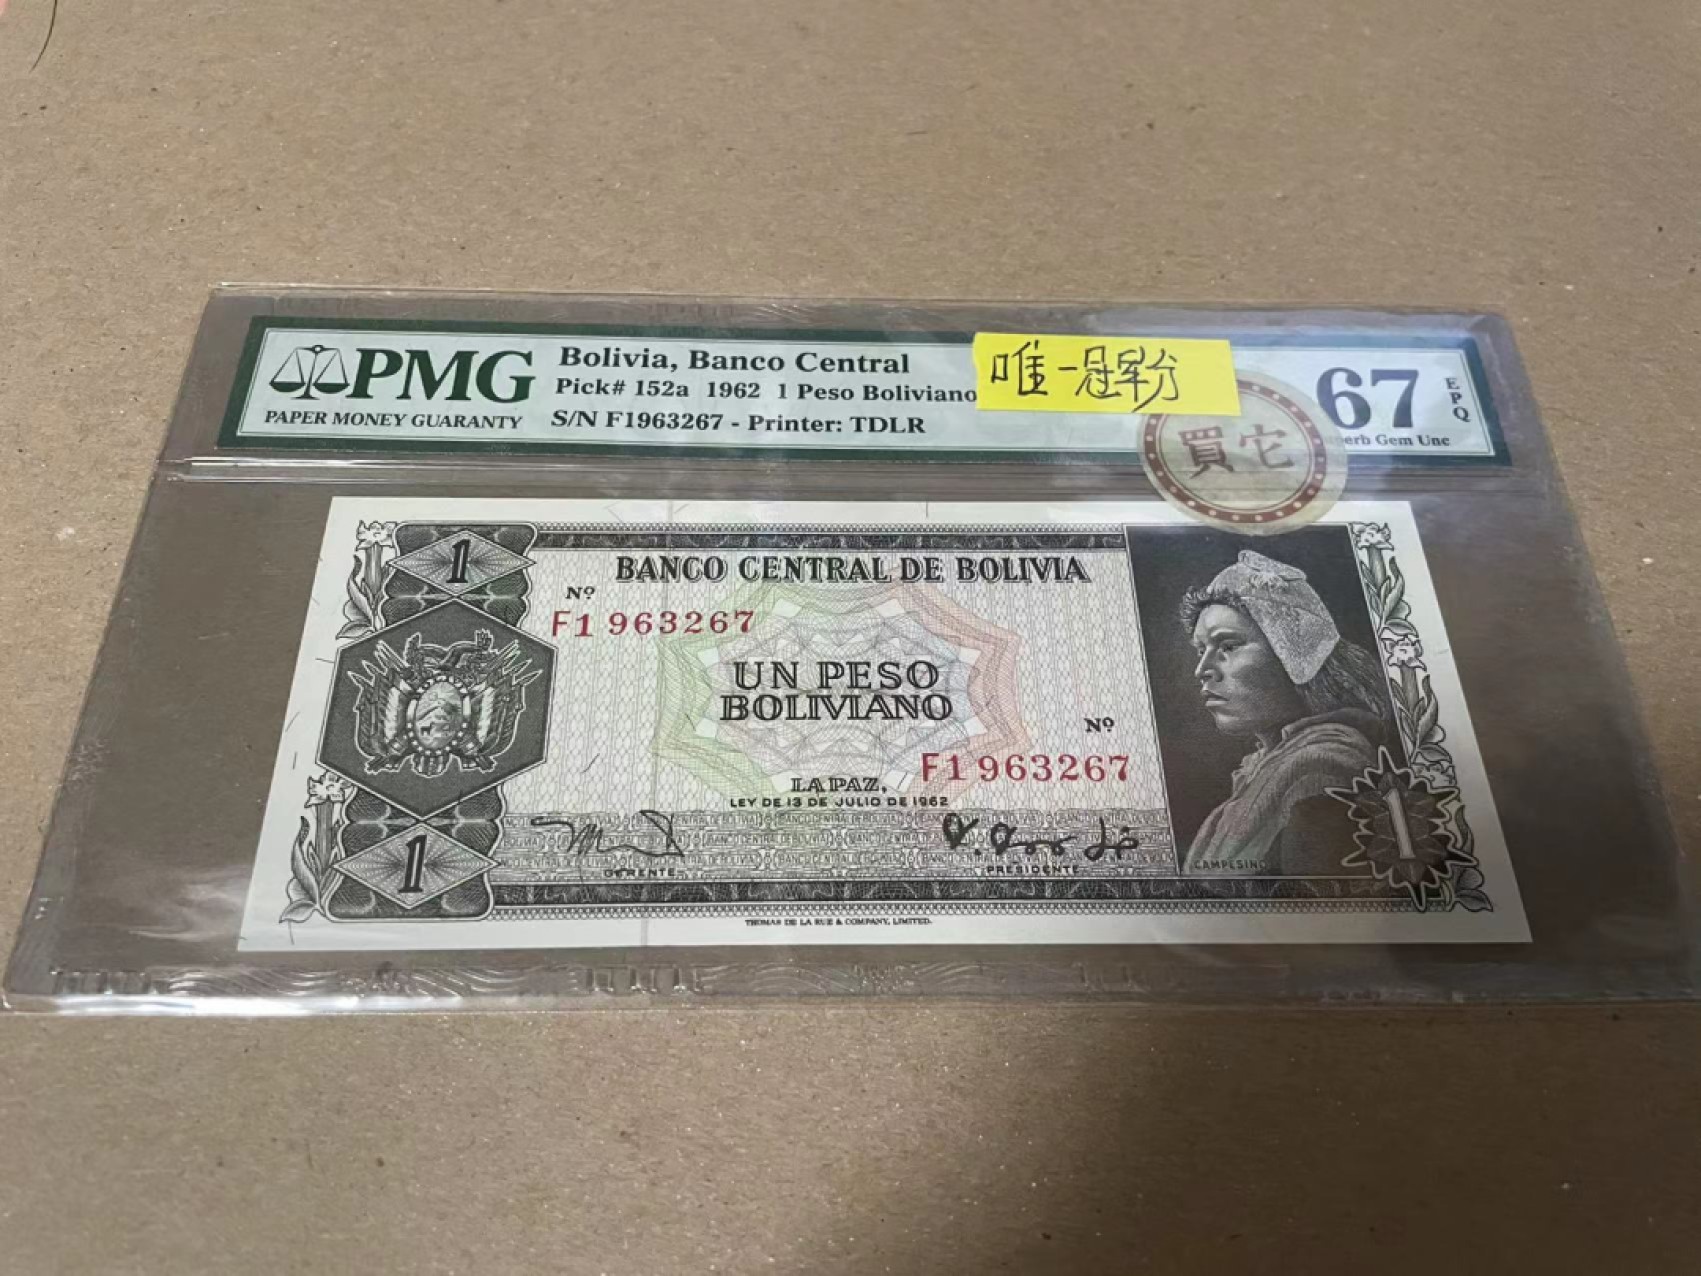 PMG
PAPER MONEY GUARANTY
Bolivia, Banco Central
Pick# 152a 1962 1 Peso Boliviano
S/N F1963267 - Printer: TDLR
唯一冠军分
67
EPQ
perb Gem Unc
買它
1
BANCO CENTRAL DE BOLIVIA
Nº
F1 963267
UN PESO
BOLIVIANO
Nº
F1 963267
LA PAZ,
LEY DE 13 DE JULIO DE 1962
GERENTE
PRESIDENTE
CAMPESINO
1
1
THOMAS DE LA RUE & COMPANY, LIMITED.